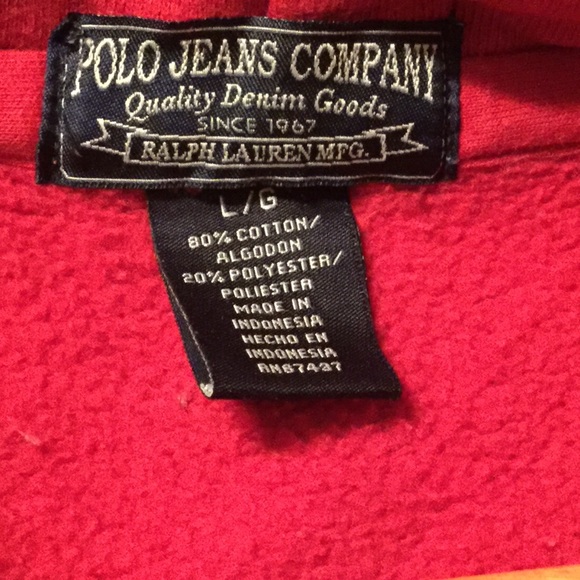 POLO JEANS COMPANY
Quality Denim Goods
SINCE 1967
RALPH LAUREN MFG.
L/G
80% COTTON/
ALGODON
20% POLYESTER/
POLIESTER
MADE IN
INDONESIA
HECHO EN
INDONESIA
RN87437